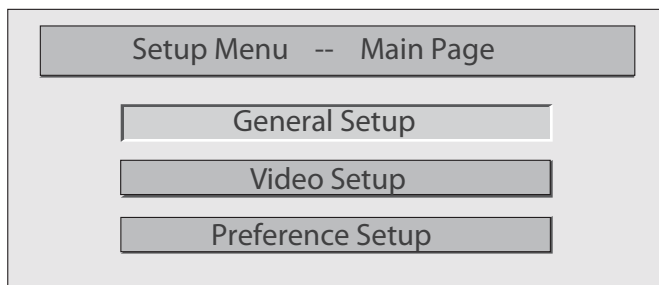 Setup Menu -- Main Page
General Setup
Video Setup
Preference Setup